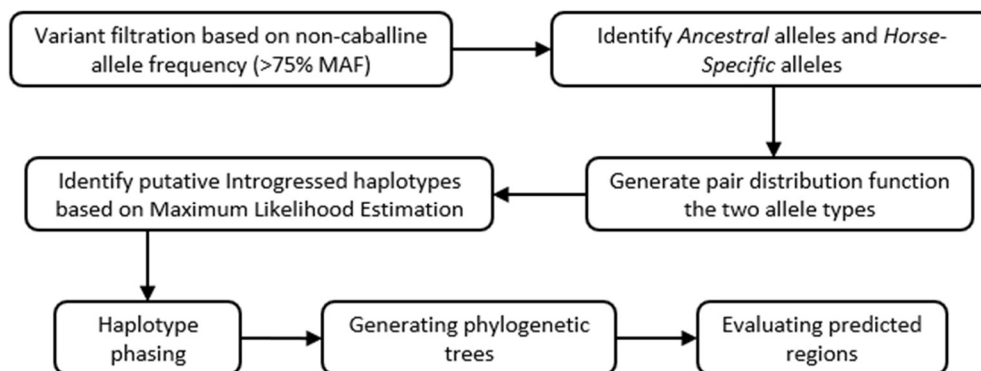 Variant filtration based on non-caballine
allele frequency (>75% MAF)
Identify Ancestral alleles and Horse-
Specific alleles
Generate pair distribution function
the two allele types
Identify putative Introgressed haplotypes
based on Maximum Likelihood Estimation
Haplotype
phasing
Generating phylogenetic
trees
Evaluating predicted
regions